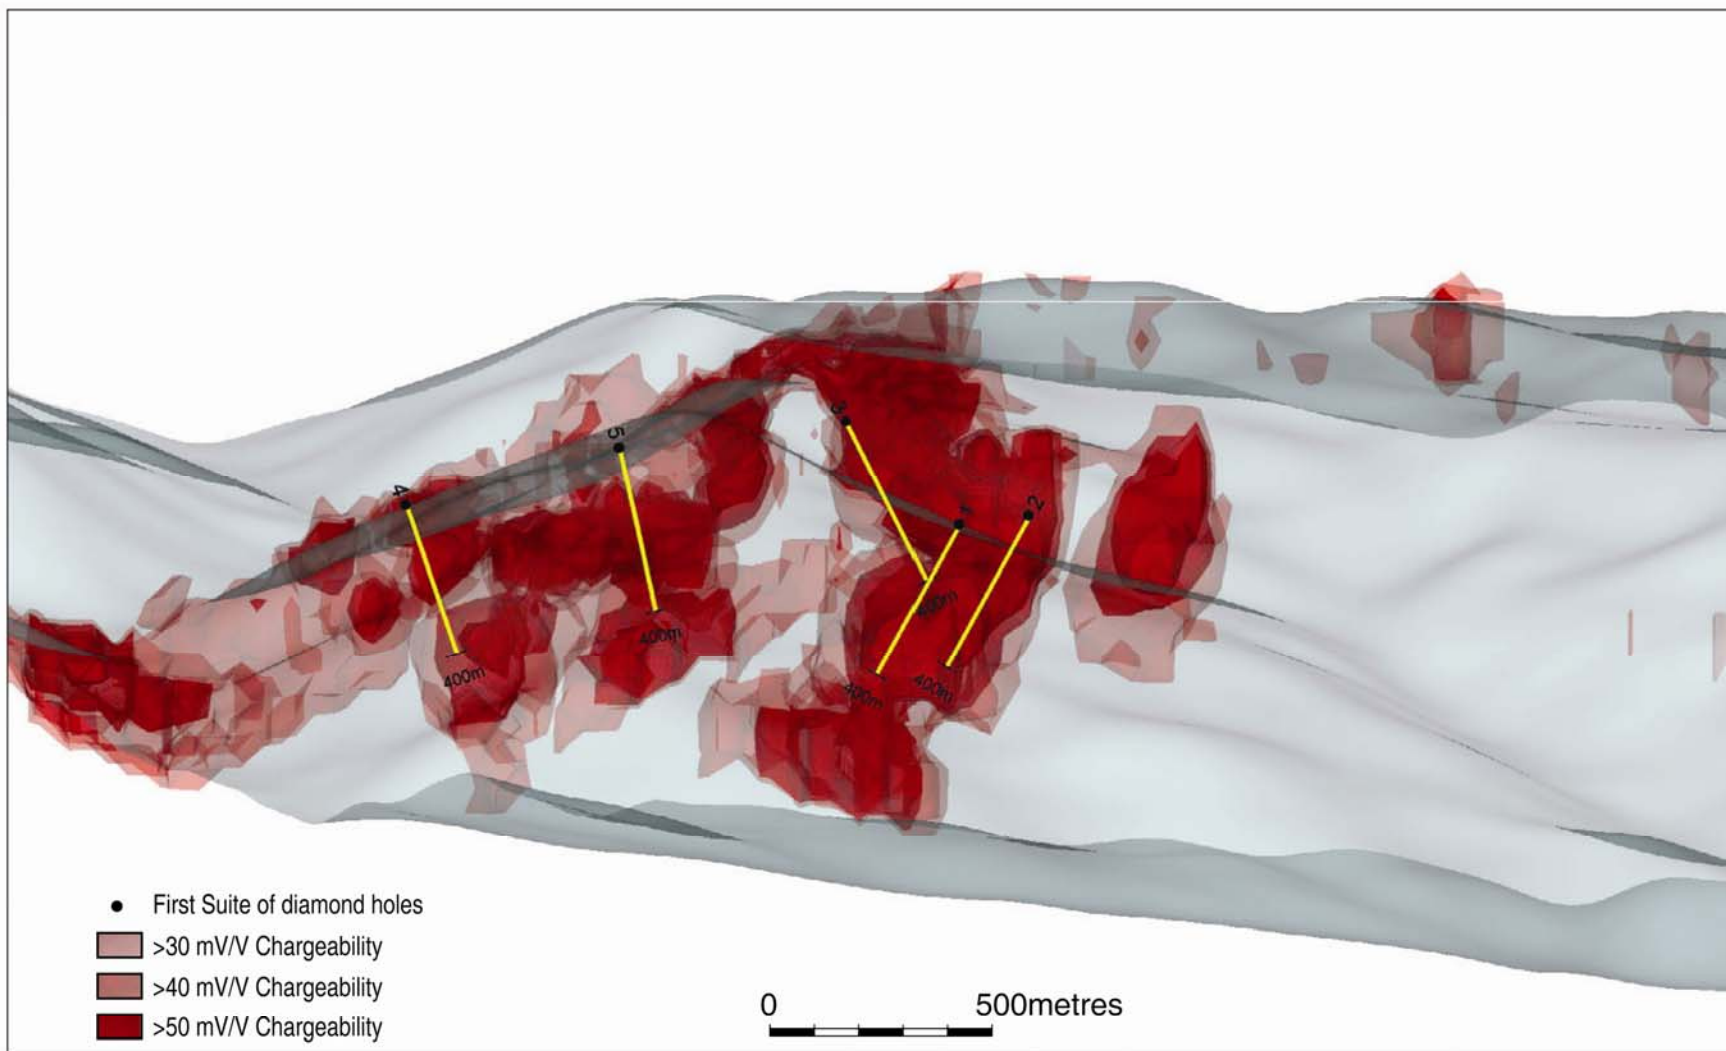 3
5
4
2
1
400m
400m
400m
400m
400m
First Suite of diamond holes
>30 mV/V Chargeability
>40 mV/V Chargeability
>50 mV/V Chargeability
0 500metres